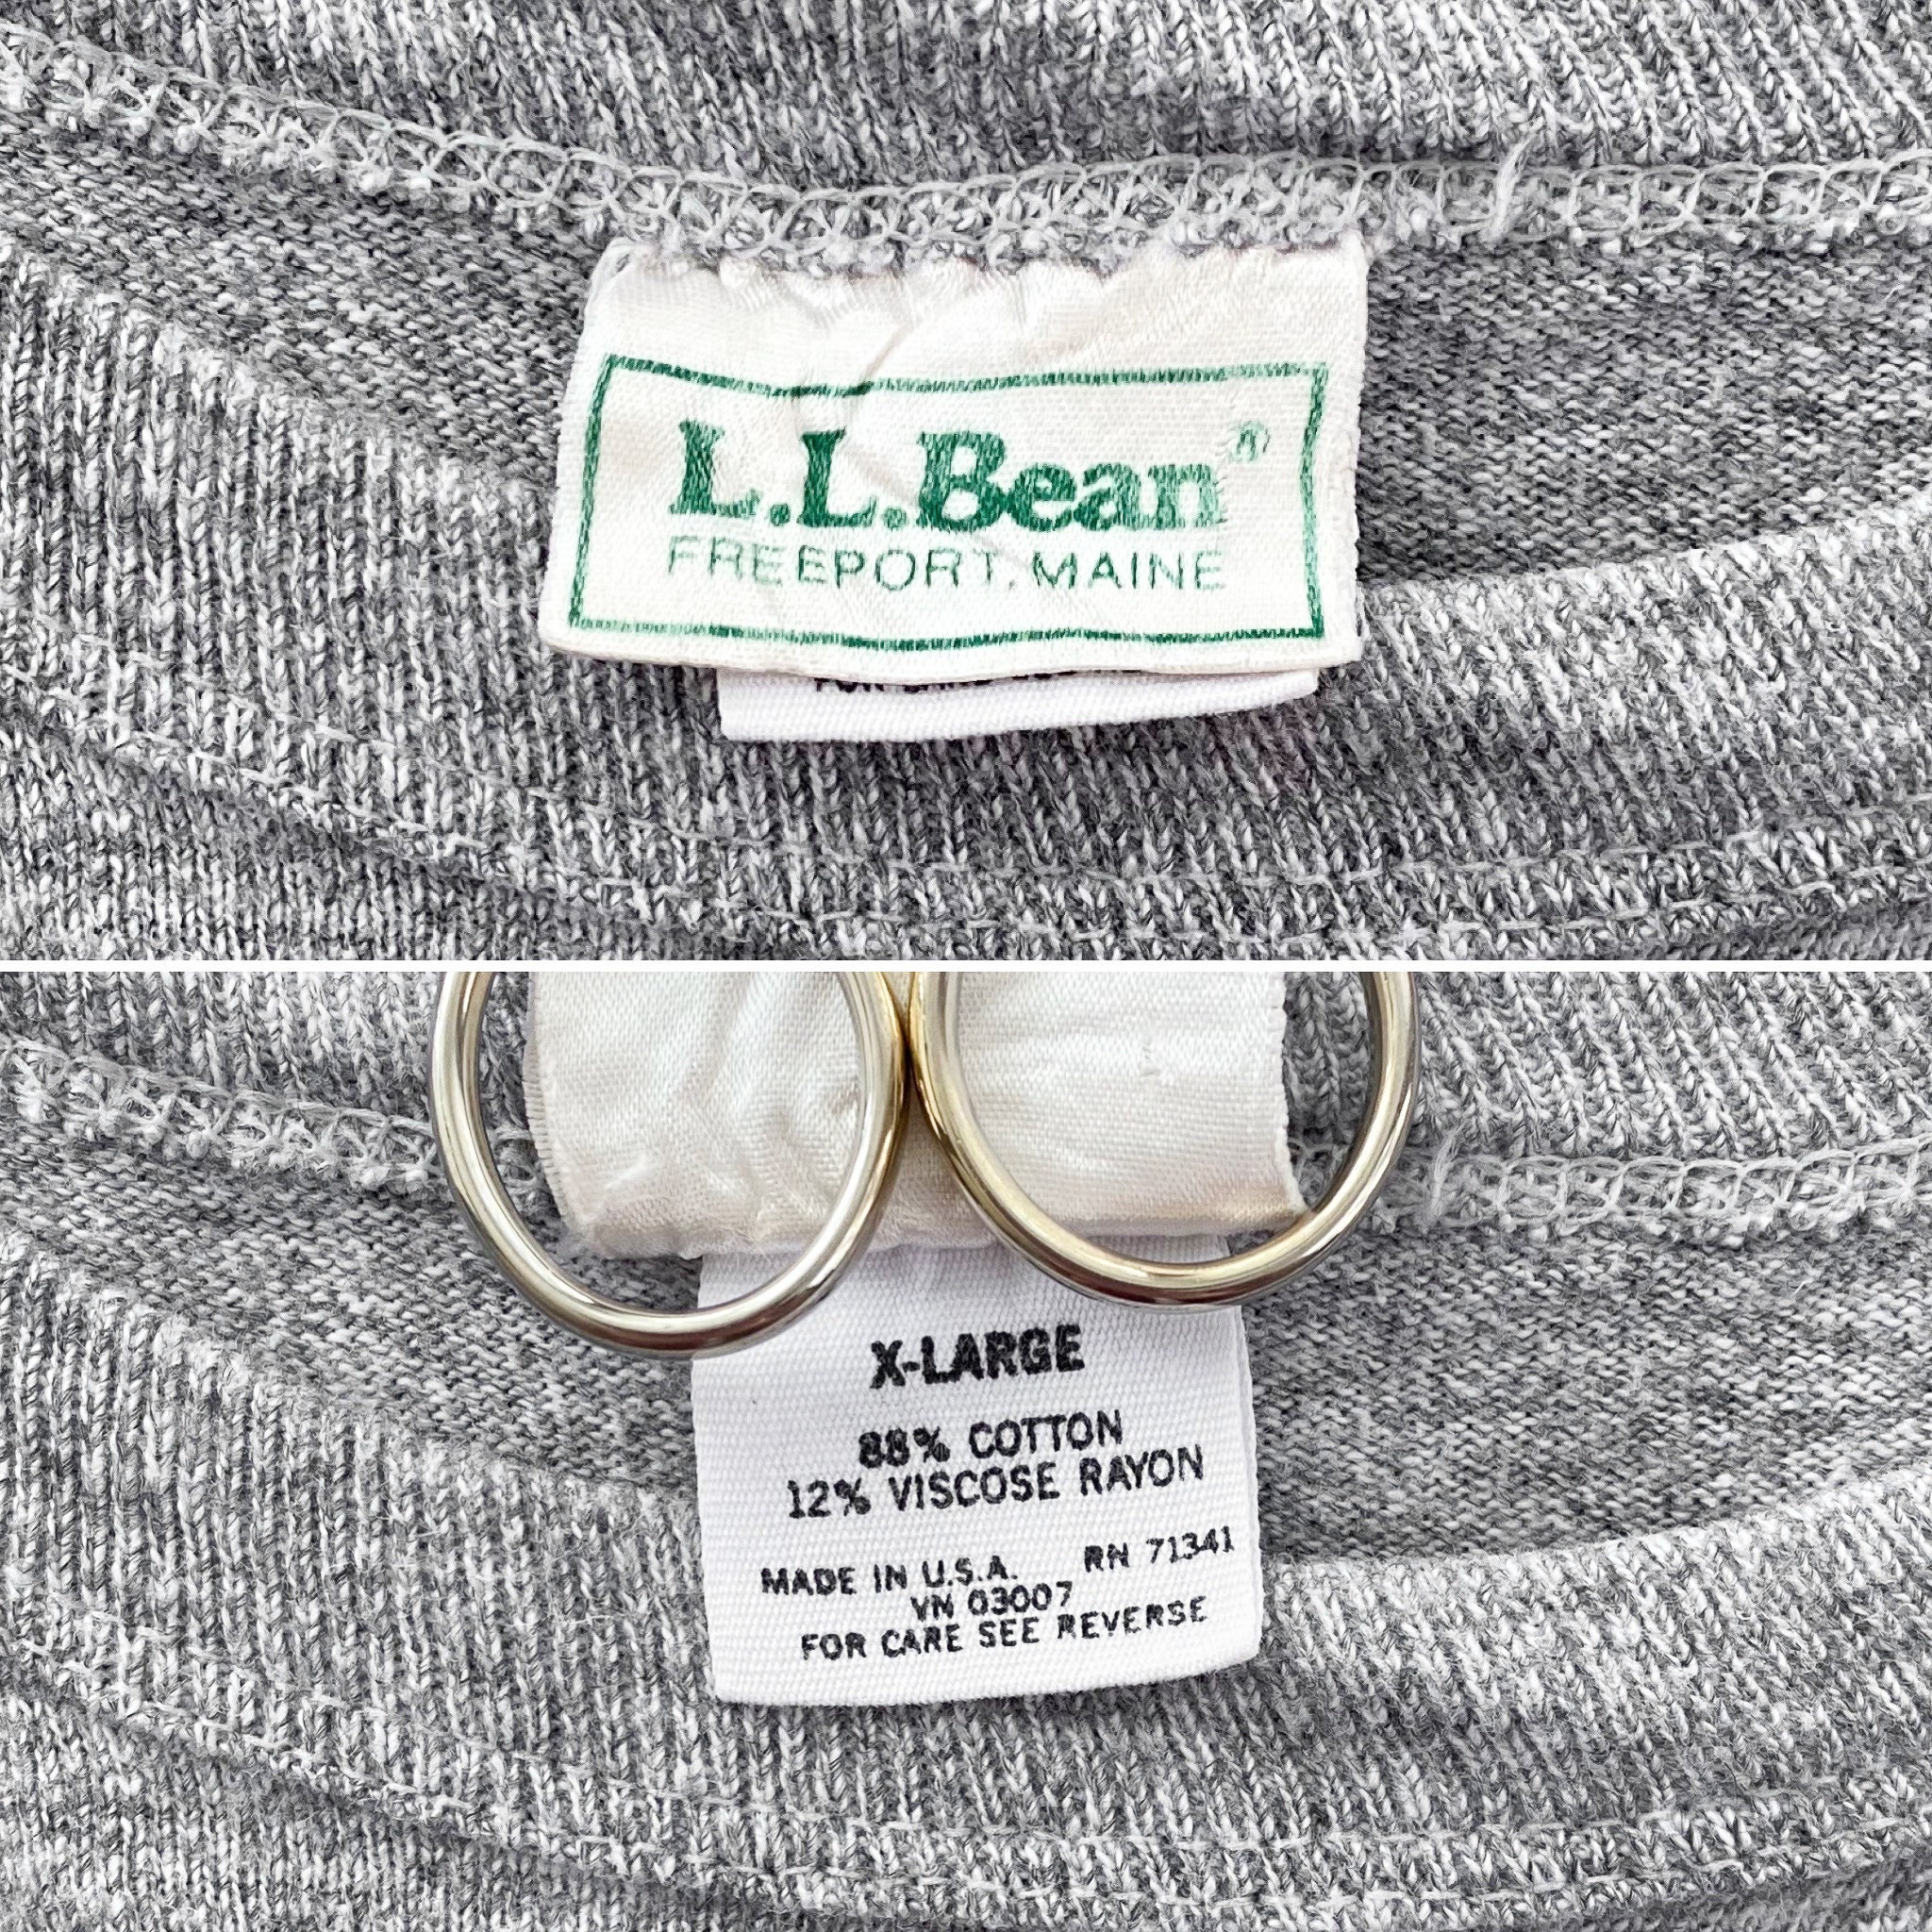 L.L.Bean®
FREEPORT, MAINE
X-LARGE
88% COTTON
12% VISCOSE RAYON
MADE IN U.S.A. RN 71341
VN 03007
FOR CARE SEE REVERSE